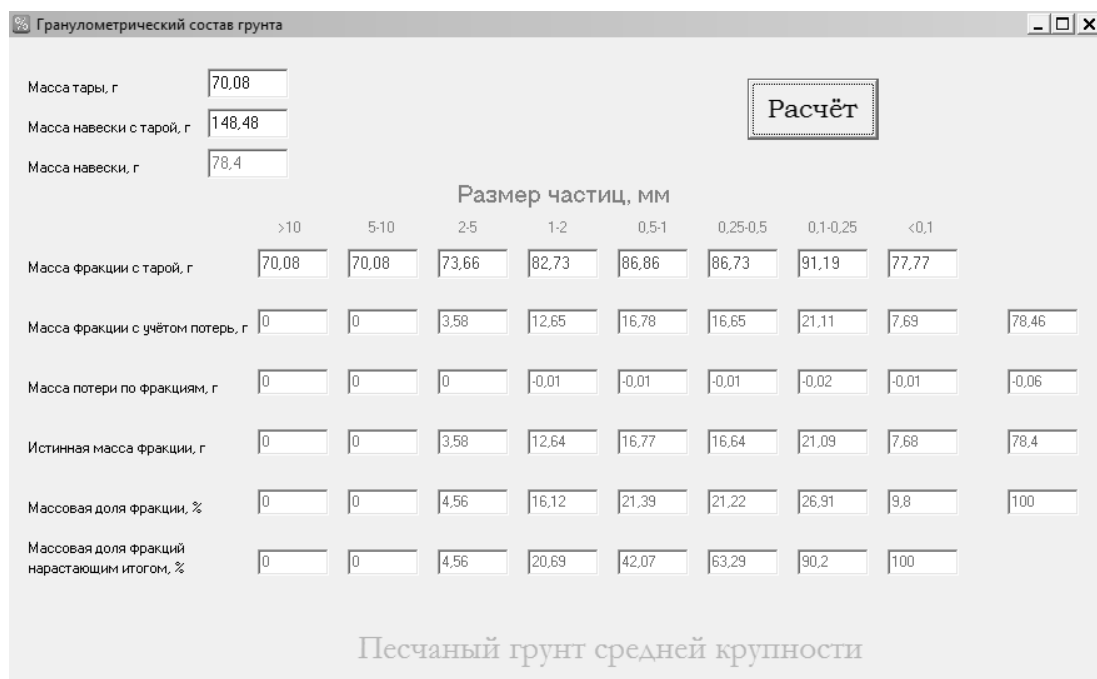 Гранулометрический состав грунта
Масса тары, г 70,08
Расчёт
Масса навески с тарой, г 148,48
Масса навески, г 78,4
Размер частиц, мм
>10 5-10 2-5 1-2 0,5-1 0,25-0,5 0,1-0,25 <0,1
Масса фракции с тарой, г 70,08 70,08 73,66 82,73 86,86 86,73 91,19 77,77
Масса фракции с учётом потерь, г 0 0 3,58 12,65 16,78 16,65 21,11 7,69 78,46
Масса потери по фракциям, г 0 0 0 -0,01 -0,01 -0,01 -0,02 -0,01 -0,06
Истинная масса фракции, г 0 0 3,58 12,64 16,77 16,64 21,09 7,68 78,4
Массовая доля фракции, % 0 0 4,56 16,12 21,39 21,22 26,91 9,8 100
Массовая доля фракций
нарастающим итогом, % 0 0 4,56 20,69 42,07 63,29 90,2 100
Песчаный грунт средней крупности